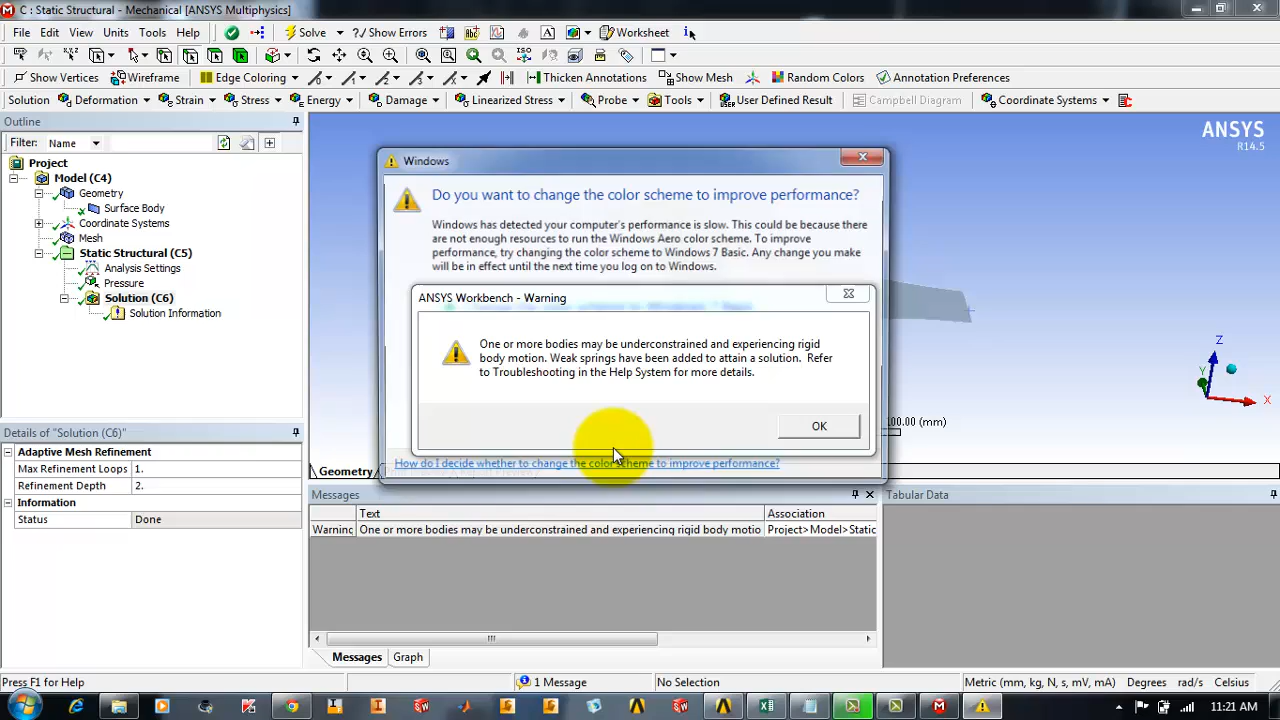 C : Static Structural - Mechanical [ANSYS Multiphysics]
File Edit View Units Tools Help Solve ?/ Show Errors Worksheet
Show Vertices Wireframe Edge Coloring Thicken Annotations Show Mesh Random Colors Annotation Preferences
Solution Deformation Strain Stress Energy Damage Linearized Stress Probe Tools User Defined Result Campbell Diagram Coordinate Systems
Outline
Filter: Name
Project
Model (C4)
Geometry
Surface Body
Coordinate Systems
Mesh
Static Structural (C5)
Analysis Settings
Pressure
Solution (C6)
Solution Information
ANSYS
R14.5
Windows
Do you want to change the color scheme to improve performance?
Windows has detected your computer's performance is slow. This could be because there
are not enough resources to run the Windows Aero color scheme. To improve
performance, try changing the color scheme to Windows 7 Basic. Any change you make
will be in effect until the next time you log on to Windows.
ANSYS Workbench - Warning
One or more bodies may be underconstrained and experiencing rigid
body motion. Weak springs have been added to attain a solution. Refer
to Troubleshooting in the Help System for more details.
OK
How do I decide whether to change the color scheme to improve performance?
Z
Y
X
100.00 (mm)
Geometry
Details of "Solution (C6)"
Adaptive Mesh Refinement
Max Refinement Loops 1.
Refinement Depth 2.
Information
Status Done
Messages
Text Association
Warning One or more bodies may be underconstrained and experiencing rigid body motio Project>Model>Static
Messages Graph
Tabular Data
Press F1 for Help 1 Message No Selection Metric (mm, kg, N, s, mV, mA) Degrees rad/s Celsius
11:21 AM